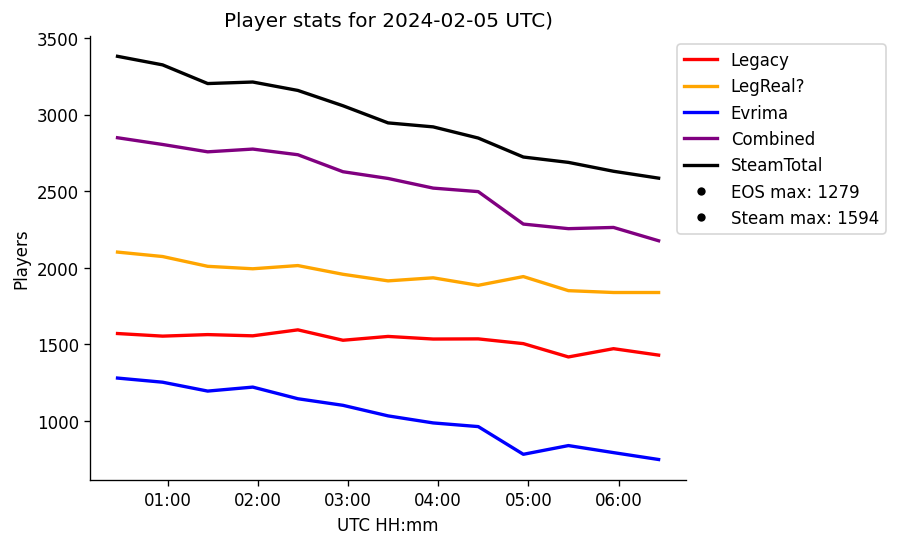 Player stats for 2024-02-05 UTC)
3500
3000
2500
2000
1500
1000
Players
01:00 02:00 03:00 04:00 05:00 06:00
UTC HH:mm
Legacy
LegReal?
Evrima
Combined
SteamTotal
EOS max: 1279
Steam max: 1594